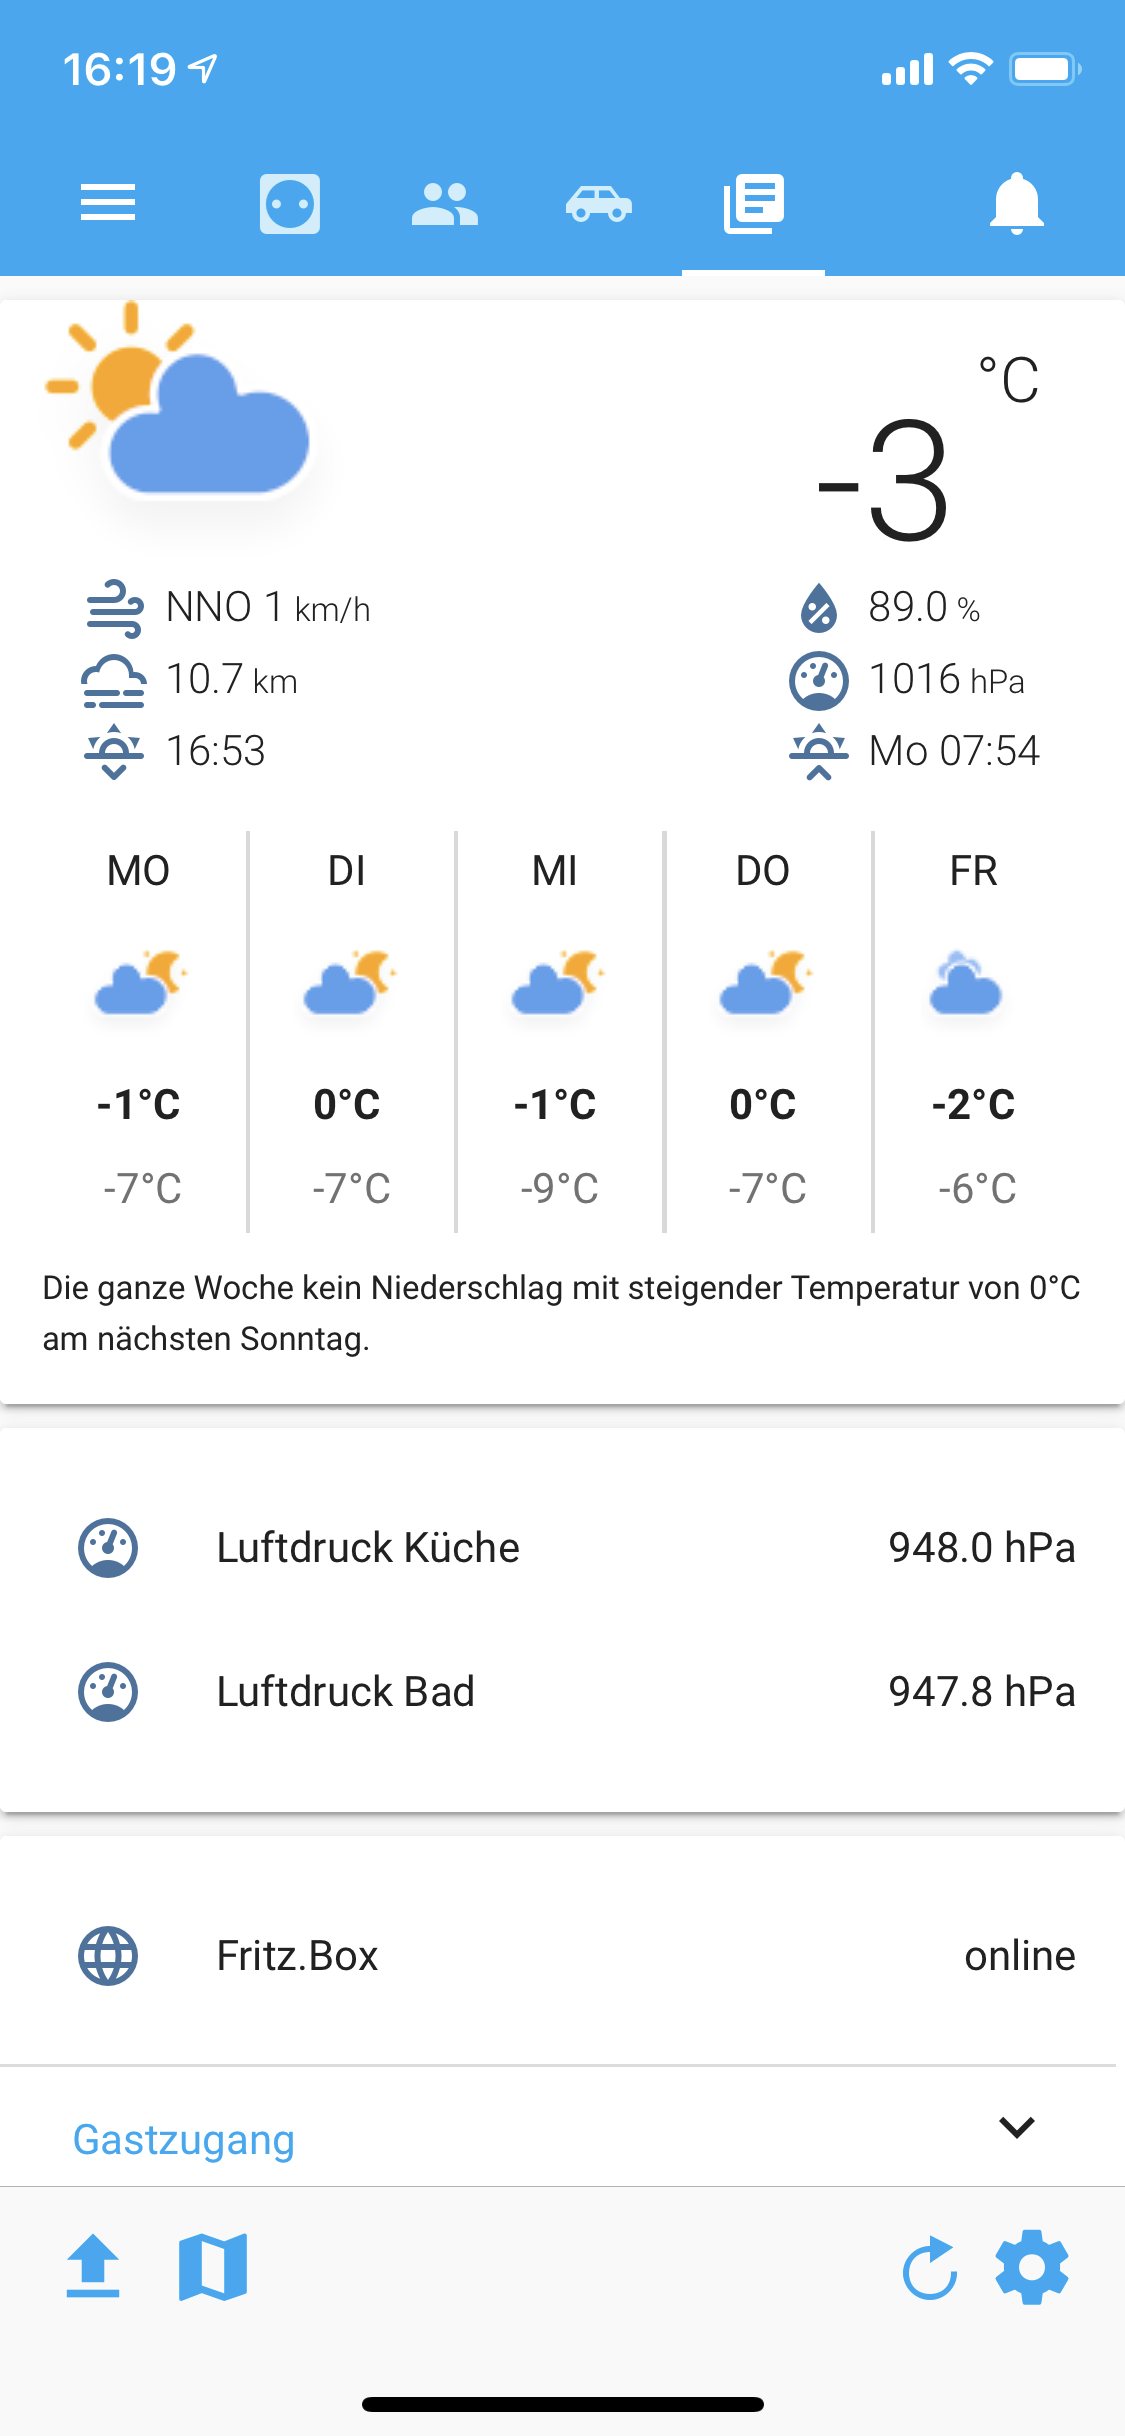 16:19
°C
-3
NNO 1 km/h
89.0 %
10.7 km
1016 hPa
16:53
Mo 07:54
MO DI MI DO FR
-1°C 0°C -1°C 0°C -2°C
-7°C -7°C -9°C -7°C -6°C
Die ganze Woche kein Niederschlag mit steigender Temperatur von 0°C
am nächsten Sonntag.
Luftdruck Küche 948.0 hPa
Luftdruck Bad 947.8 hPa
Fritz.Box online
Gastzugang